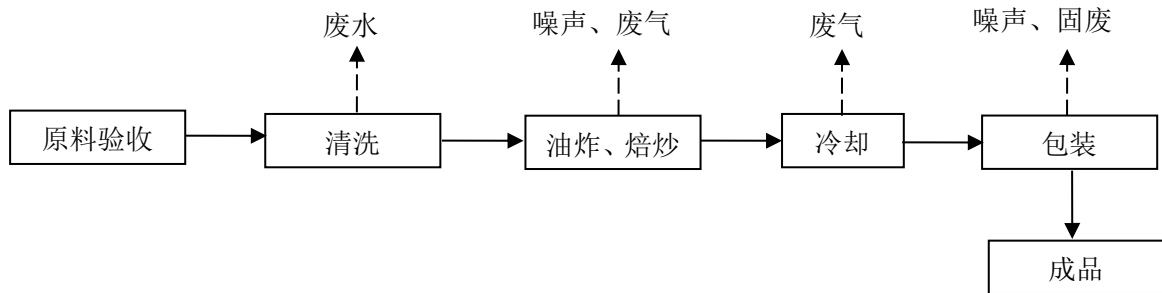 废水
噪声、废气
废气
噪声、固废
原料验收
清洗
油炸、焙炒
冷却
包装
成品